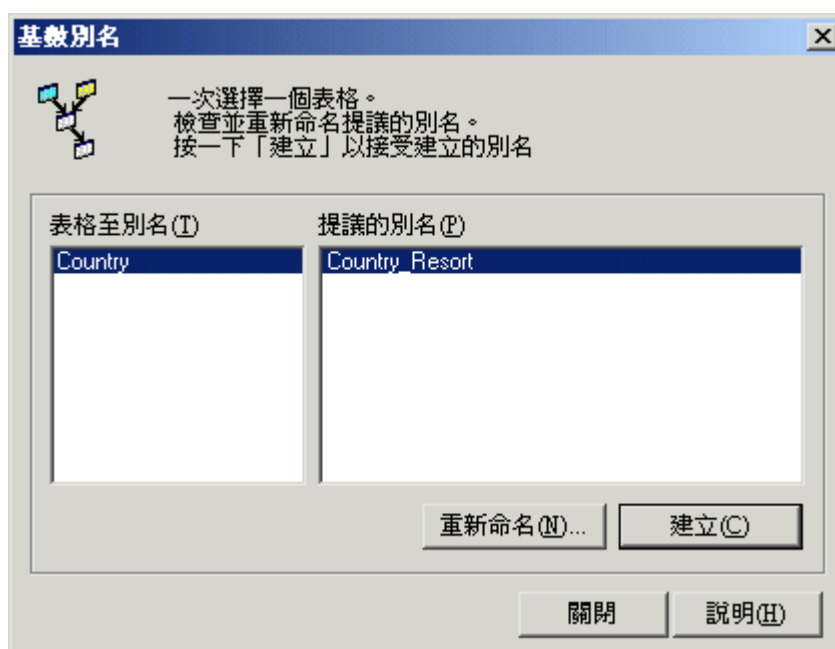 基數別名
一次選擇一個表格。
檢查並重新命名提議的別名。
按一下「建立」以接受建立的別名
表格至別名(T) 提議的別名(P)
Country Country_Resort
重新命名(N)... 建立(C)
關閉 說明(H)